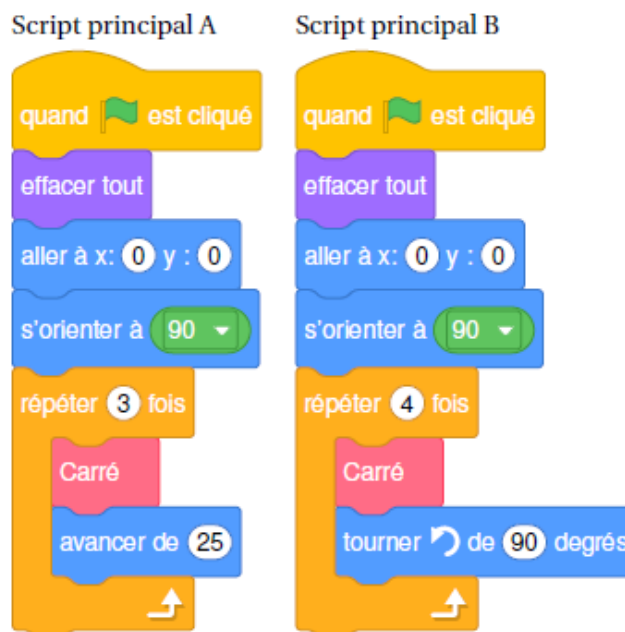 Script principal A
quand est cliqué
effacer tout
aller à x: 0 y : 0
s'orienter à 90
répéter 3 fois
Carré
avancer de 25
Script principal B
quand est cliqué
effacer tout
aller à x: 0 y : 0
s'orienter à 90
répéter 4 fois
Carré
tourner de 90 degrés